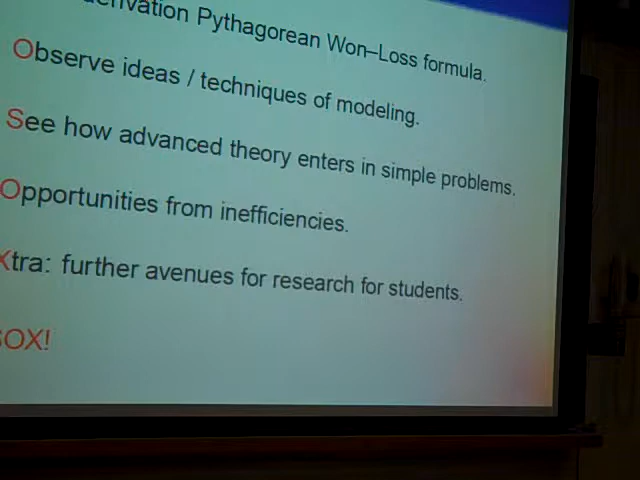 Pythagorean Won–Loss formula.
Observe ideas / techniques of modeling.
See how advanced theory enters in simple problems.
Opportunities from inefficiencies.
Xtra: further avenues for research for students.
SOX!